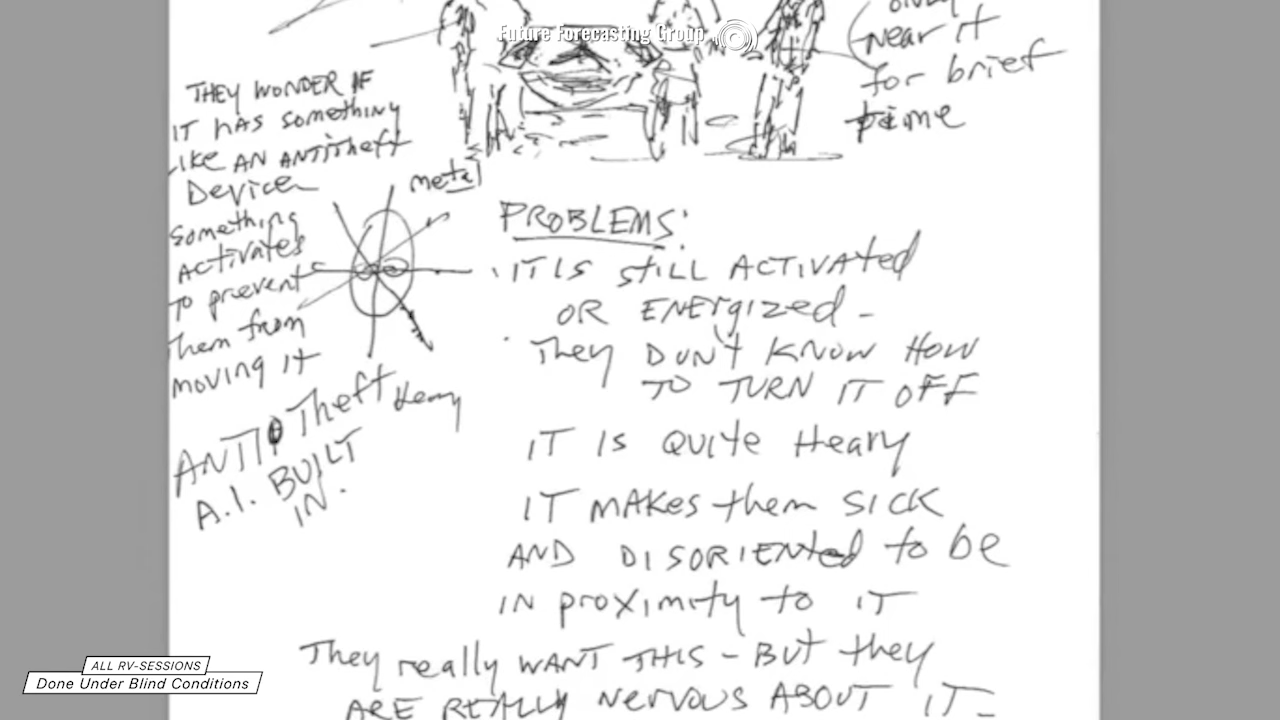 Future Forecasting Group
only
near it
for brief
time
THEY WONDER IF
IT HAS SOMETHING
LIKE AN ANTITHEFT
DEVICE
something
ACTIVATES
TO prevent
them from
moving it
metal
ANTI THEFT
Heavy
A.I. BUILT
IN.
PROBLEMS:
IT IS STILL ACTIVATED
OR ENERGIZED -
They DON'T KNOW HOW
TO TURN IT OFF
IT IS QUITE HEAVY
IT MAKES them SICK
AND DISORIENTED to be
IN proximity to IT
They really WANT THIS - BUT they
ARE REALLY NERVOUS ABOUT IT -
ALL RV-SESSIONS
Done Under Blind Conditions